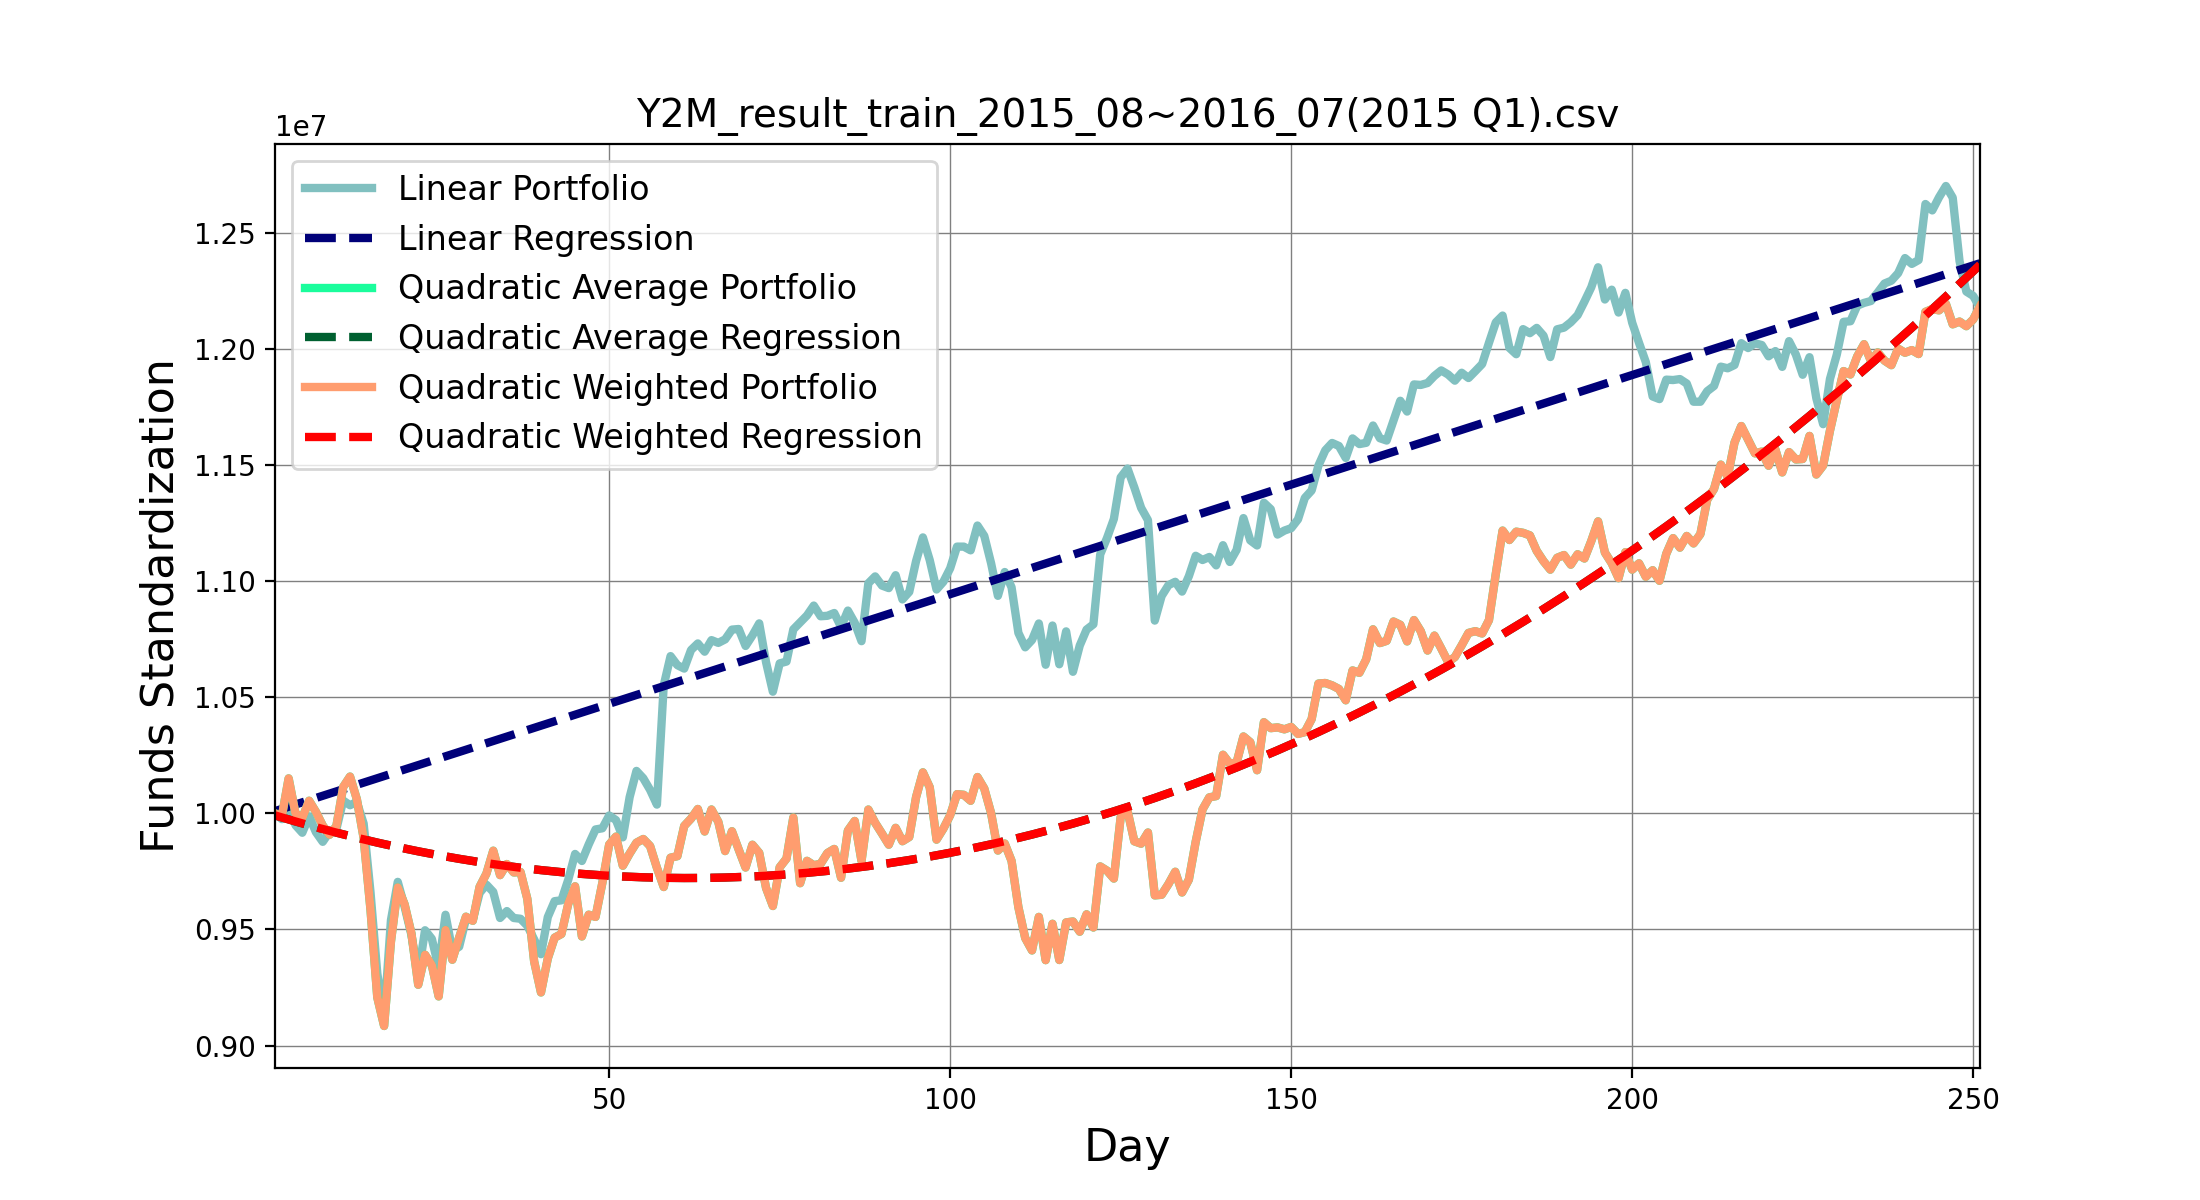 Y2M_result_train_2015_08~2016_07(2015 Q1).csv
1e7
Linear Portfolio
Linear Regression
Quadratic Average Portfolio
Quadratic Average Regression
Quadratic Weighted Portfolio
Quadratic Weighted Regression
Funds Standardization
1.25
1.20
1.15
1.10
1.05
1.00
0.95
0.90
50 100 150 200 250
Day